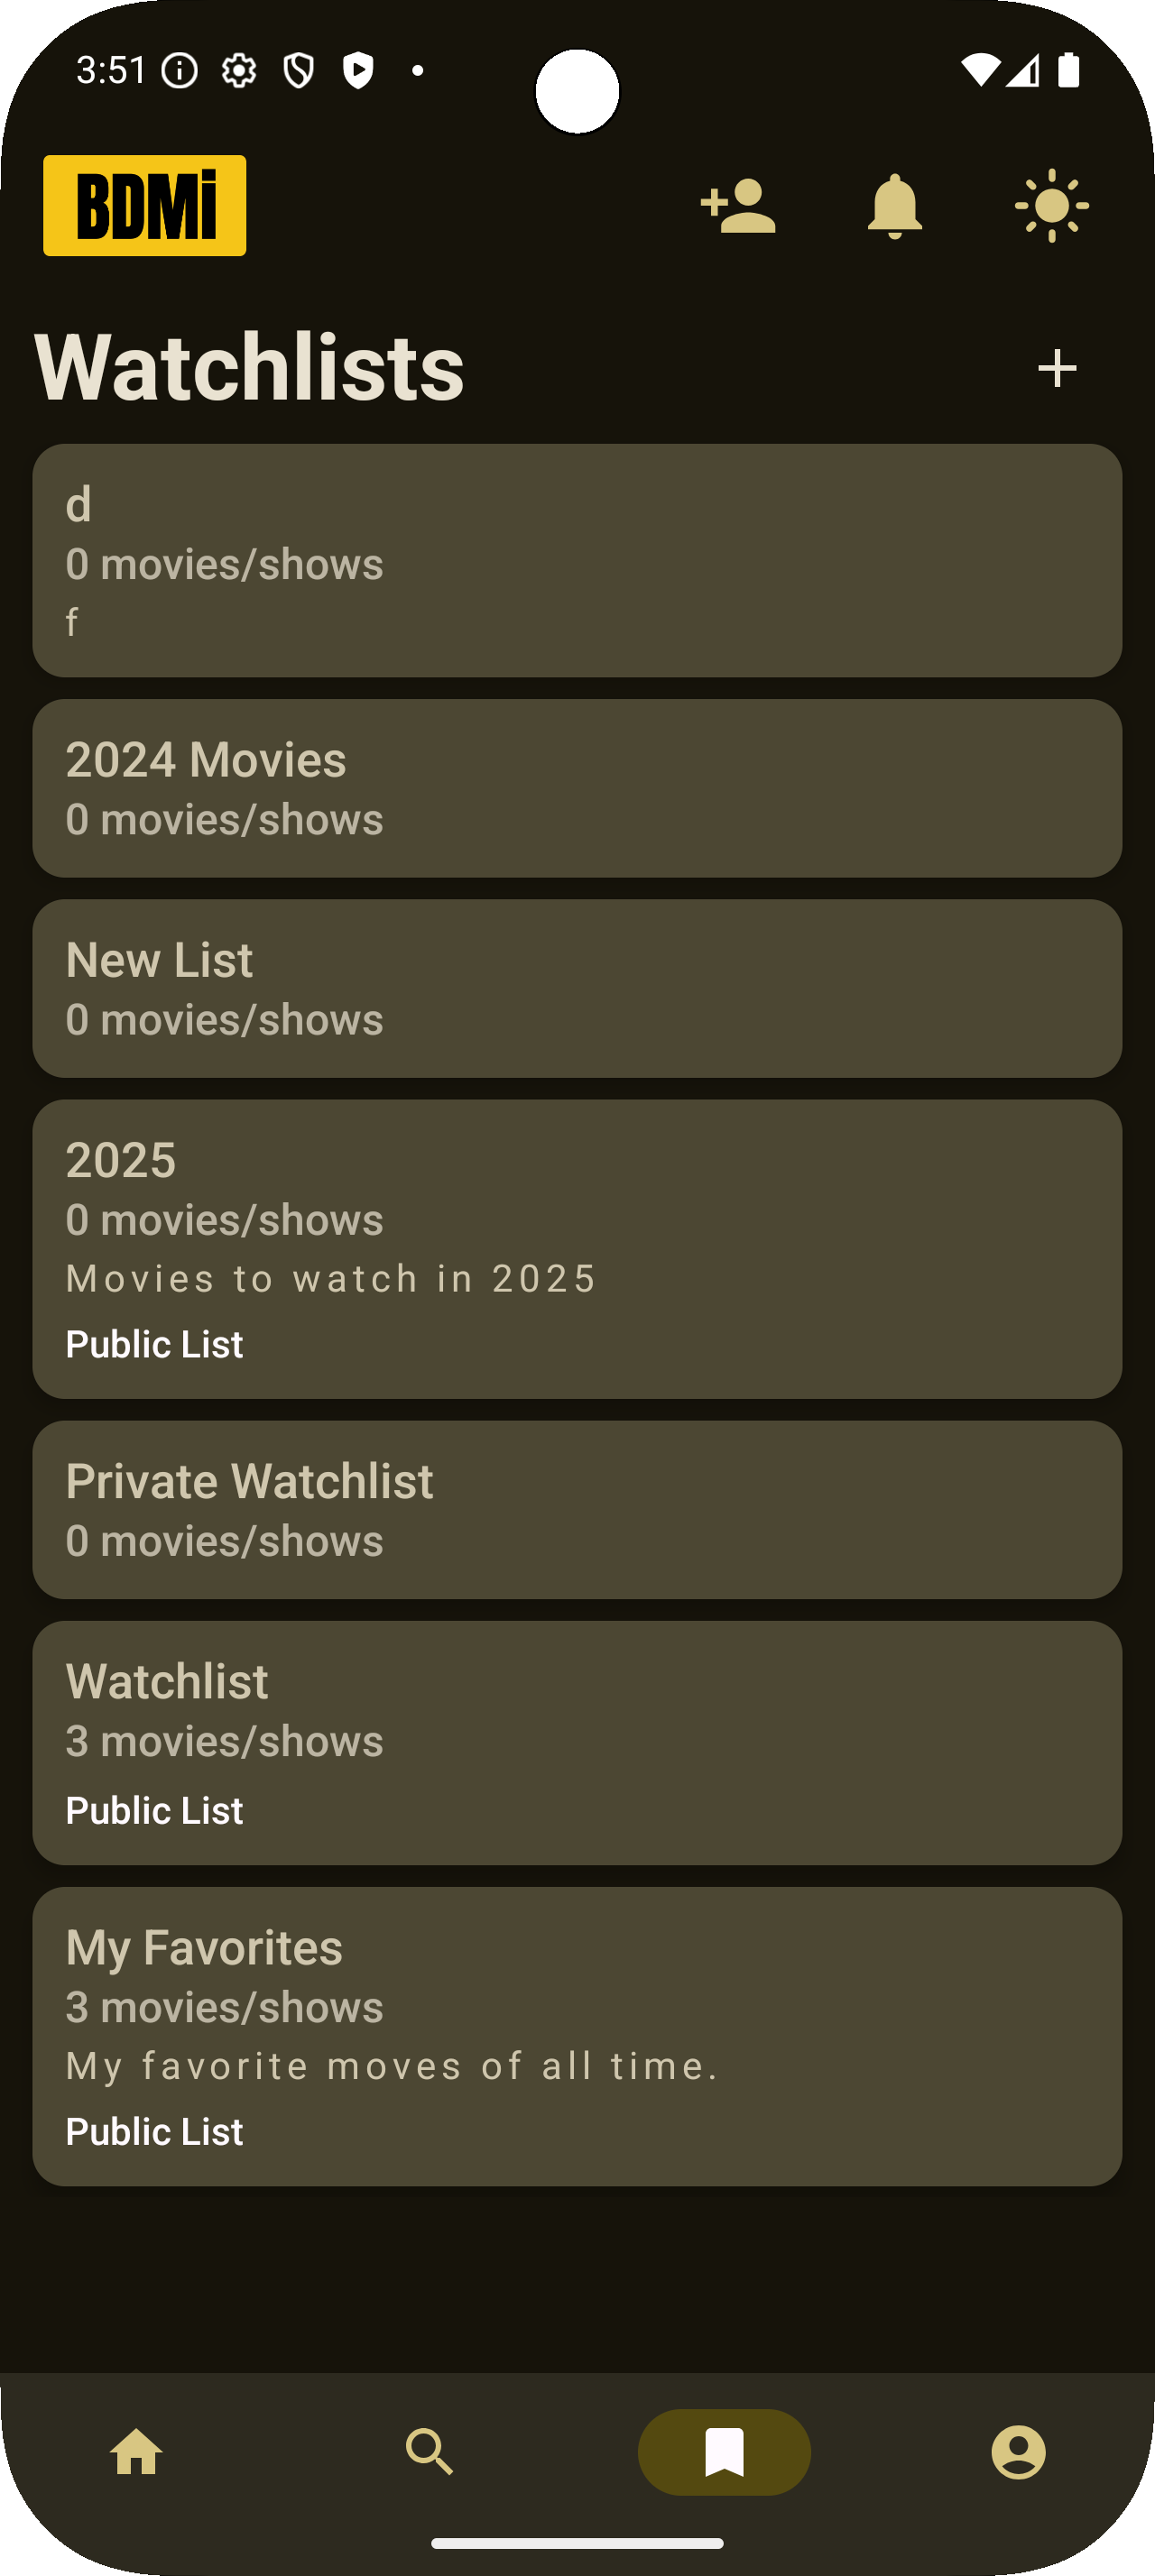 3:51
BDMi
Watchlists
d
0 movies/shows
f
2024 Movies
0 movies/shows
New List
0 movies/shows
2025
0 movies/shows
Movies to watch in 2025
Public List
Private Watchlist
0 movies/shows
Watchlist
3 movies/shows
Public List
My Favorites
3 movies/shows
My favorite moves of all time.
Public List